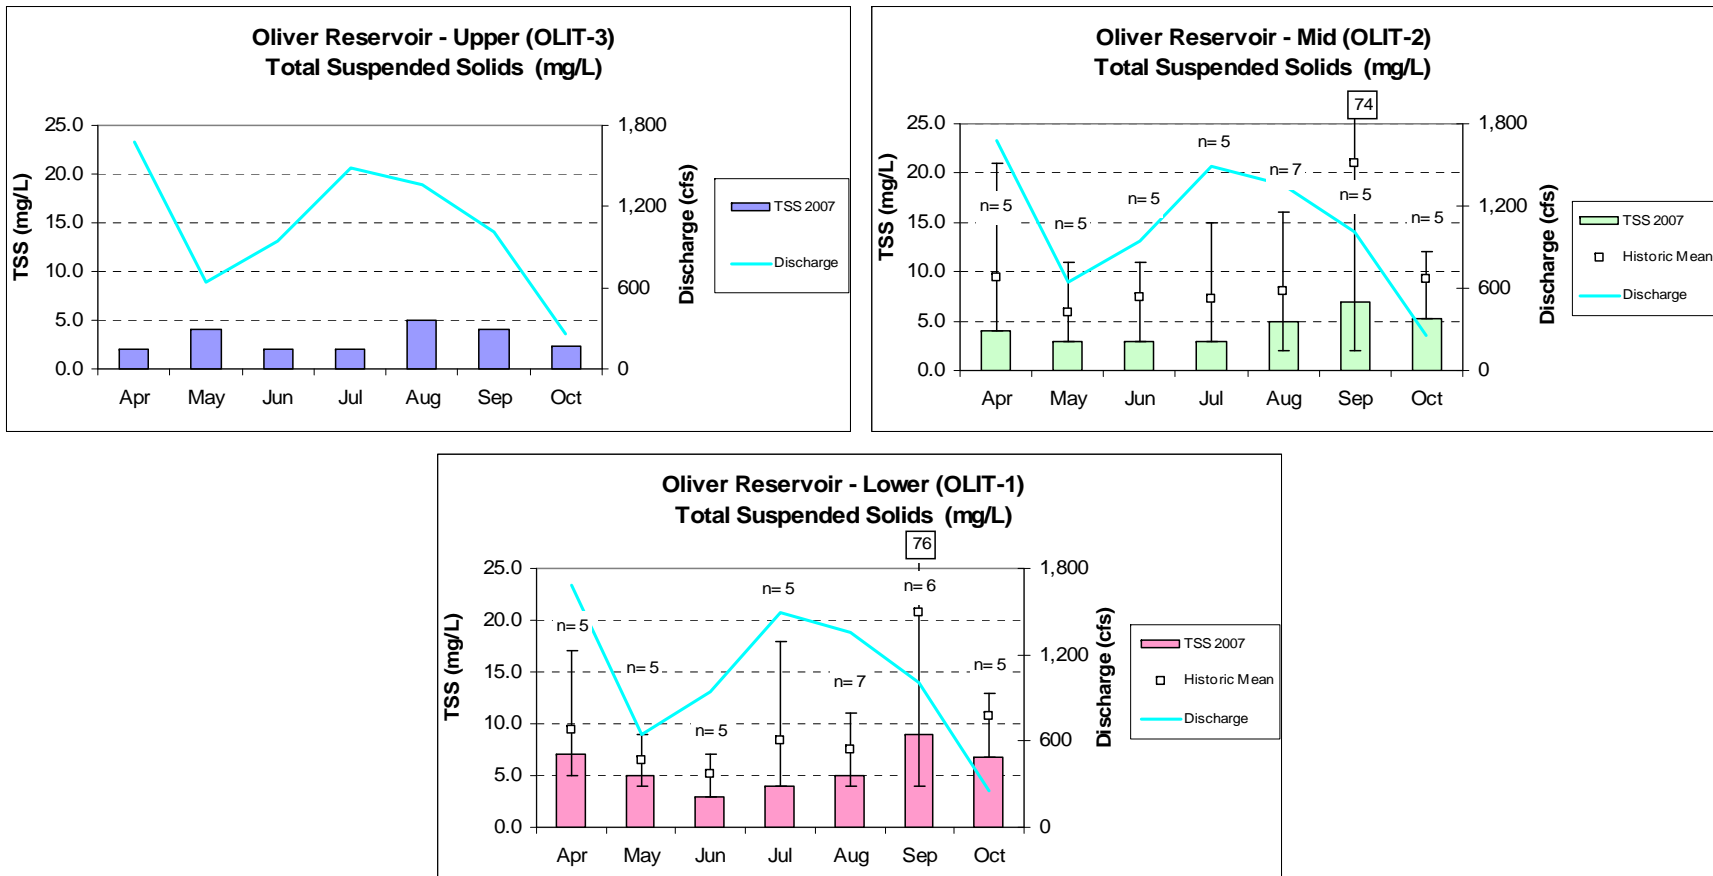 Oliver Reservoir - Upper (OLIT-3)
Total Suspended Solids (mg/L)
TSS (mg/L)
25.0
20.0
15.0
10.0
5.0
0.0
1,800
1,200
600
0
Discharge (cfs)
Apr May Jun Jul Aug Sep Oct
TSS 2007
Discharge
Oliver Reservoir - Mid (OLIT-2)
Total Suspended Solids (mg/L)
74
TSS (mg/L)
25.0
20.0
15.0
10.0
5.0
0.0
n= 5
n= 5
n= 5
n= 5
n= 7
n= 5
n= 5
1,800
1,200
600
0
Discharge (cfs)
Apr May Jun Jul Aug Sep Oct
TSS 2007
Historic Mean
Discharge
Oliver Reservoir - Lower (OLIT-1)
Total Suspended Solids (mg/L)
76
TSS (mg/L)
25.0
20.0
15.0
10.0
5.0
0.0
n= 5
n= 5
n= 5
n= 5
n= 7
n= 6
n= 5
1,800
1,200
600
0
Discharge (cfs)
Apr May Jun Jul Aug Sep Oct
TSS 2007
Historic Mean
Discharge